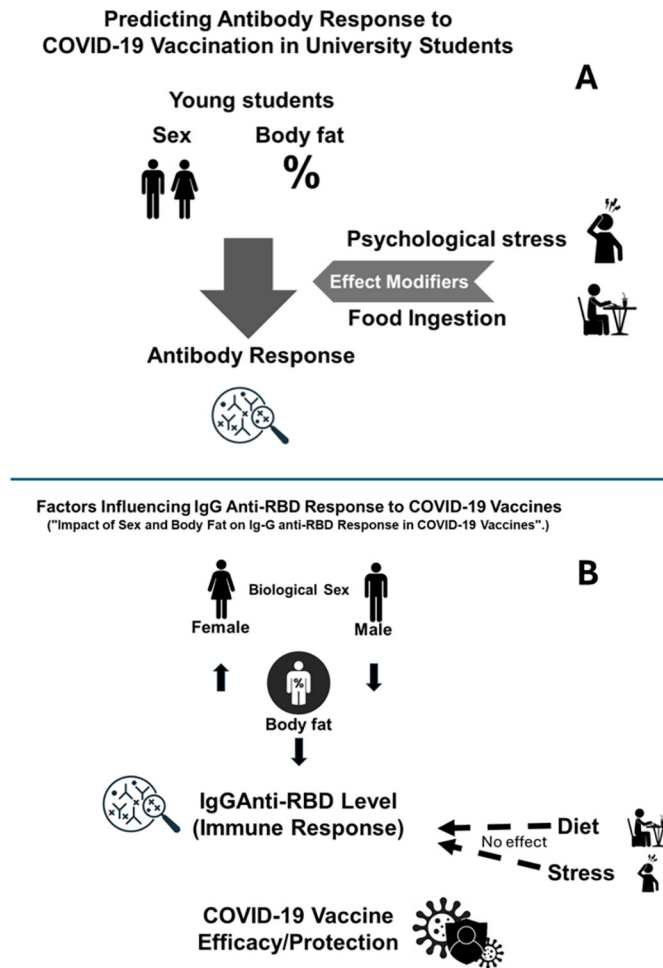 Predicting Antibody Response to
COVID-19 Vaccination in University Students
A
Young students
Sex
Body fat
%
Psychological stress
Effect Modifiers
Food Ingestion
Antibody Response
Factors Influencing IgG Anti-RBD Response to COVID-19 Vaccines
("Impact of Sex and Body Fat on Ig-G anti-RBD Response in COVID-19 Vaccines".)
B
Biological Sex
Female
Male
%
Body fat
IgGAnti-RBD Level
(Immune Response)
Diet
No effect
Stress
COVID-19 Vaccine
Efficacy/Protection